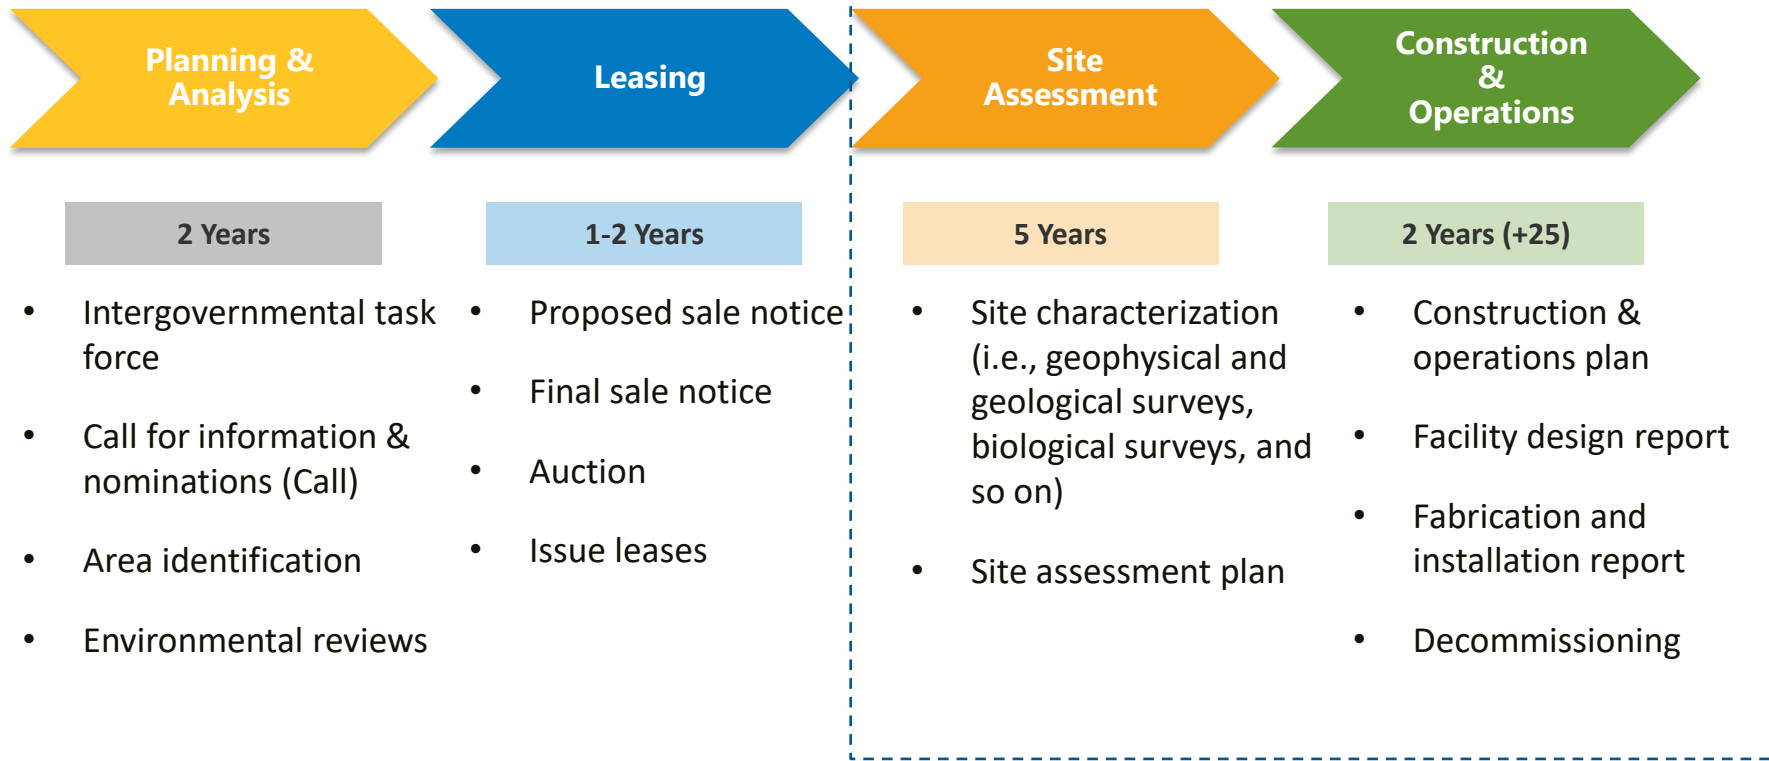 Planning &
Analysis
Leasing
Site
Assessment
Construction
&
Operations
2 Years
1-2 Years
5 Years
2 Years (+25)
• Intergovernmental task
force
• Call for information &
nominations (Call)
• Area identification
• Environmental reviews
• Proposed sale notice
• Final sale notice
• Auction
• Issue leases
• Site characterization
(i.e., geophysical and
geological surveys,
biological surveys, and
so on)
• Site assessment plan
• Construction &
operations plan
• Facility design report
• Fabrication and
installation report
• Decommissioning